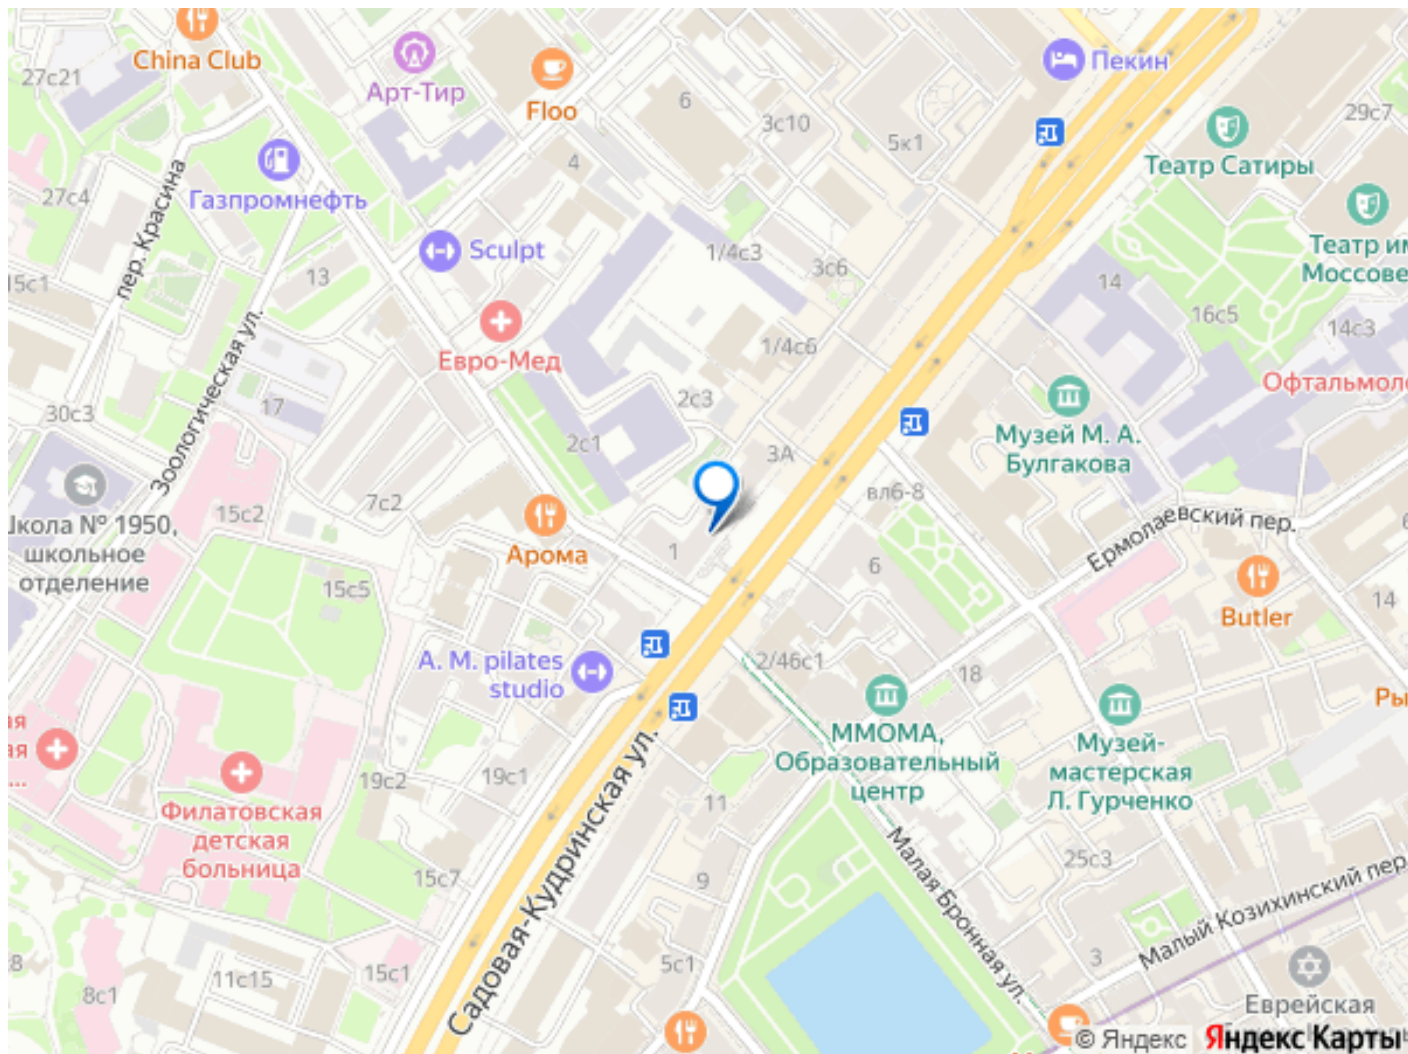 China Club
27с21
Арт-Тир
Floo
6
3с10
Пекин
5к1
29с7
Театр Сатиры
4
пер. Красина
Газпромнефть
27с4
Sculpt
1/4с3
3с6
Театр им
Моссове
15с1
13
14
16с5
14с3
Зоологическая ул.
Евро-Мед
1/4с6
Офтальмоло
30с3
17
2с3
Музей М. А.
Булгакова
2с1
3А
вл6-8
7с2
15с2
Школа № 1950,
школьное
отделение
Арома
1
Ермолаевский пер.
6
15с5
Butler
14
A. M. pilates
studio
2/46с1
18
Ры
ая
ая
...
ММОМА,
Образовательный
центр
Музей-
мастерская
Л. Гурченко
19с2
19с1
11
Филатовская
детская
больница
Садовая-Кудринская ул.
Малая Бронная ул.
25с3
15с7
9
Малый Козихинский пер.
11с15
15с1
5с1
3
8
8с1
Еврейская
© Яндекс
Яндекс Карты